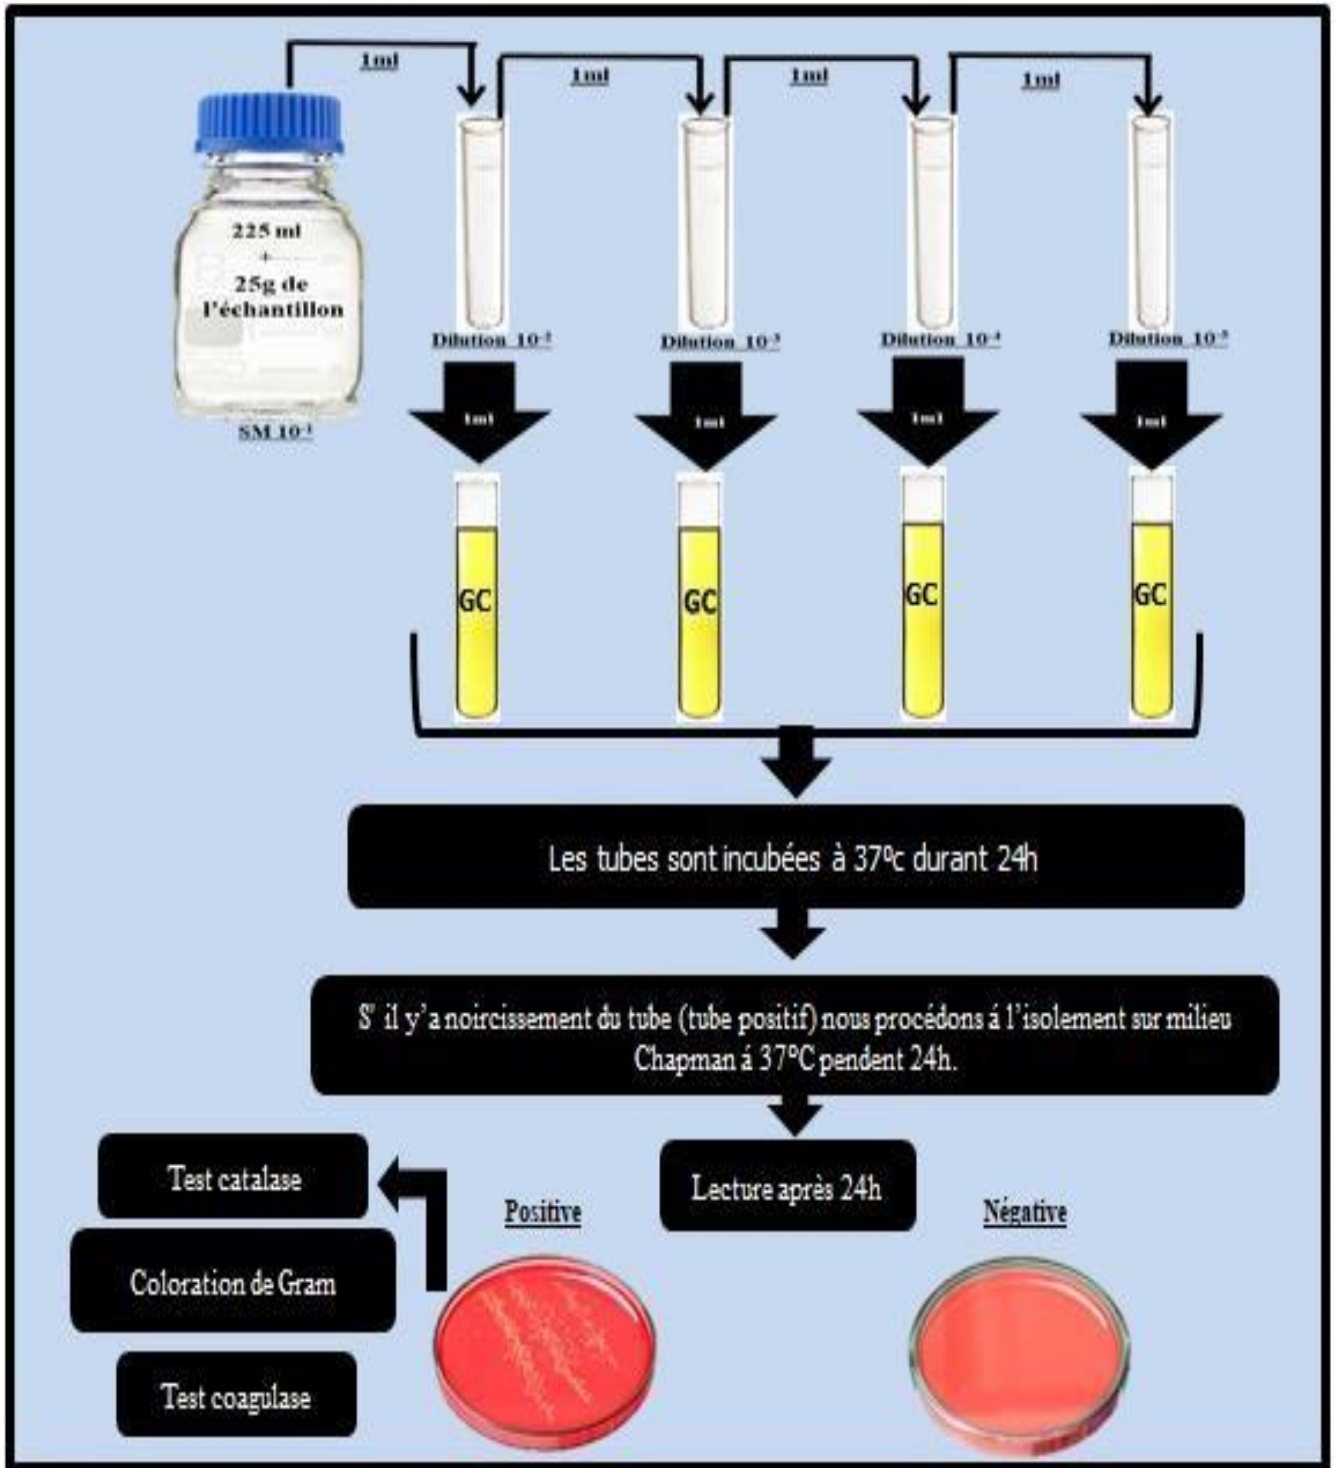 1ml
1ml
1ml
1ml
225 ml
+
25g de
l'échantillon
SM 10⁻¹
Dilution 10⁻²
Dilution 10⁻³
Dilution 10⁻⁴
Dilution 10⁻⁵
1ml
1ml
1ml
1ml
GC
GC
GC
GC
Les tubes sont incubées à 37ºc durant 24h
S' il y'a noircissement du tube (tube positif) nous procédons á l'isolement sur milieu
Chapman á 37°C pendent 24h.
Lecture après 24h
Test catalase
Positive
Négative
Coloration de Gram
Test coagulase